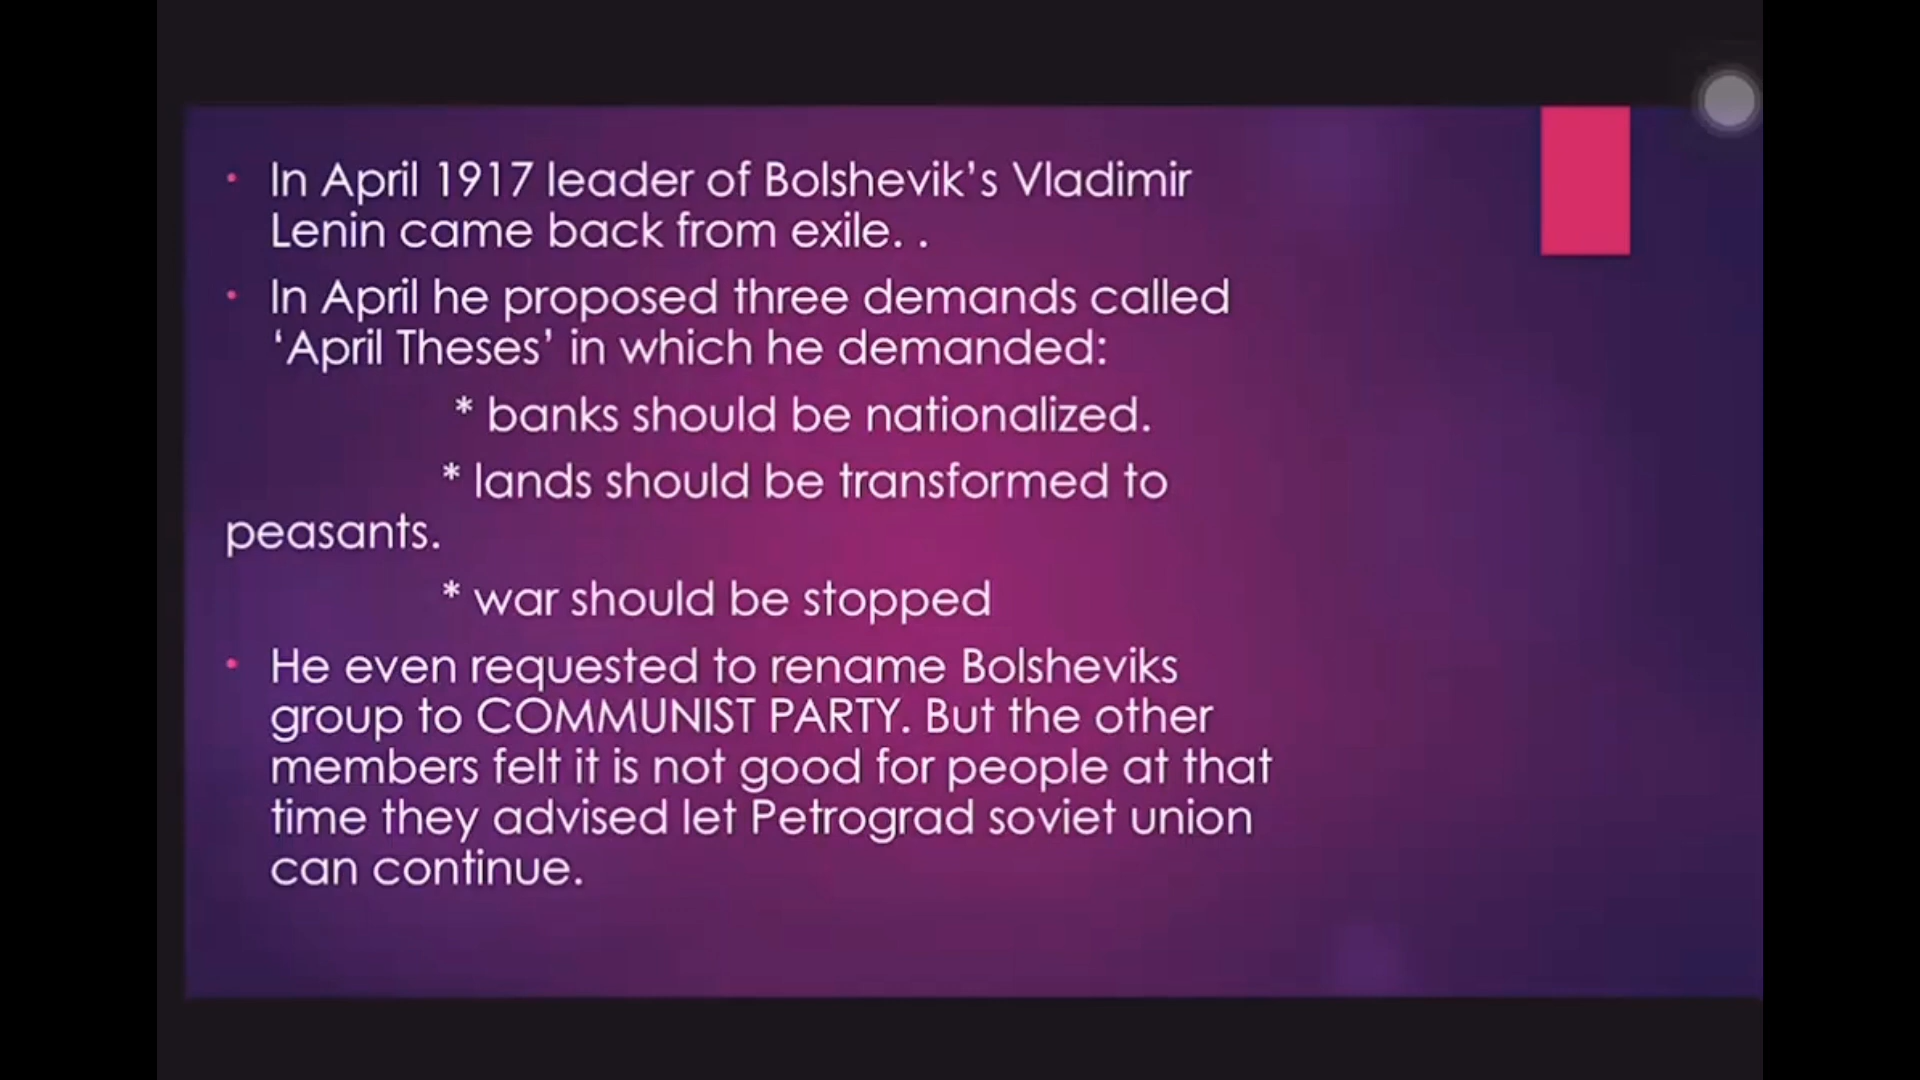 • In April 1917 leader of Bolshevik’s Vladimir
Lenin came back from exile. .
• In April he proposed three demands called
‘April Theses’ in which he demanded:
* banks should be nationalized.
* lands should be transformed to
peasants.
* war should be stopped
• He even requested to rename Bolsheviks
group to COMMUNIST PARTY. But the other
members felt it is not good for people at that
time they advised let Petrograd soviet union
can continue.